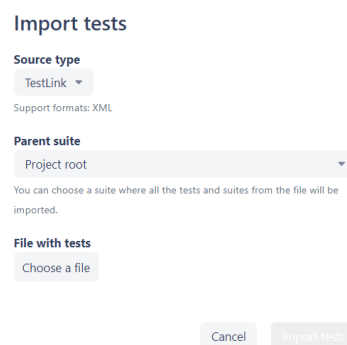 Import tests
Source type
TestLink
Support formats: XML
Parent suite
Project root
You can choose a suite where all the tests and suites from the file will be
imported.
File with tests
Choose a file
Cancel
Import tests